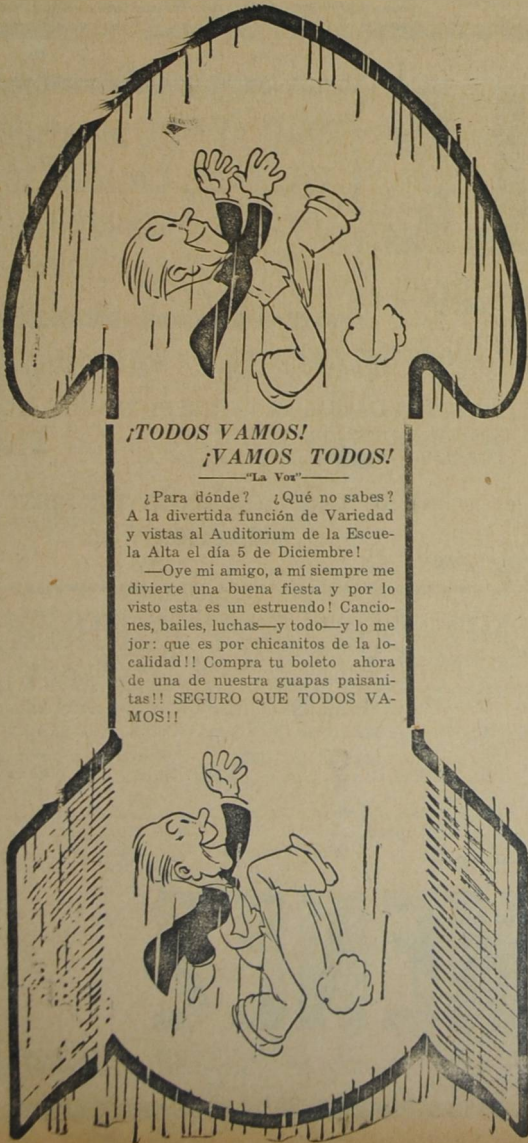 ¡TODOS VAMOS!
¡VAMOS TODOS!
"La Voz"
¿Para dónde? ¿Qué no sabes?
A la divertida función de Variedad
y vistas al Auditorium de la Escue-
la Alta el día 5 de Diciembre!
—Oye mi amigo, a mí siempre me
divierte una buena fiesta y por lo
visto esta es un estruendo! Cancio-
nes, bailes, luchas—y todo—y lo me
jor: que es por chicanitos de la lo-
calidad!! Compra tu boleto ahora
de una de nuestra guapas paisani-
tas!! SEGURO QUE TODOS VA-
MOS!!